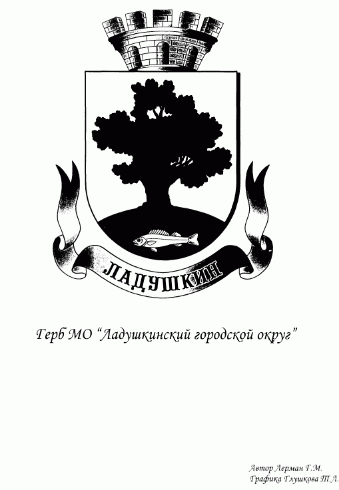 ЛАДУШКИН
Герб МО “Ладушкинский городской округ”
Автор Лерман Г.М.
Графика Глушкова Т.Л.